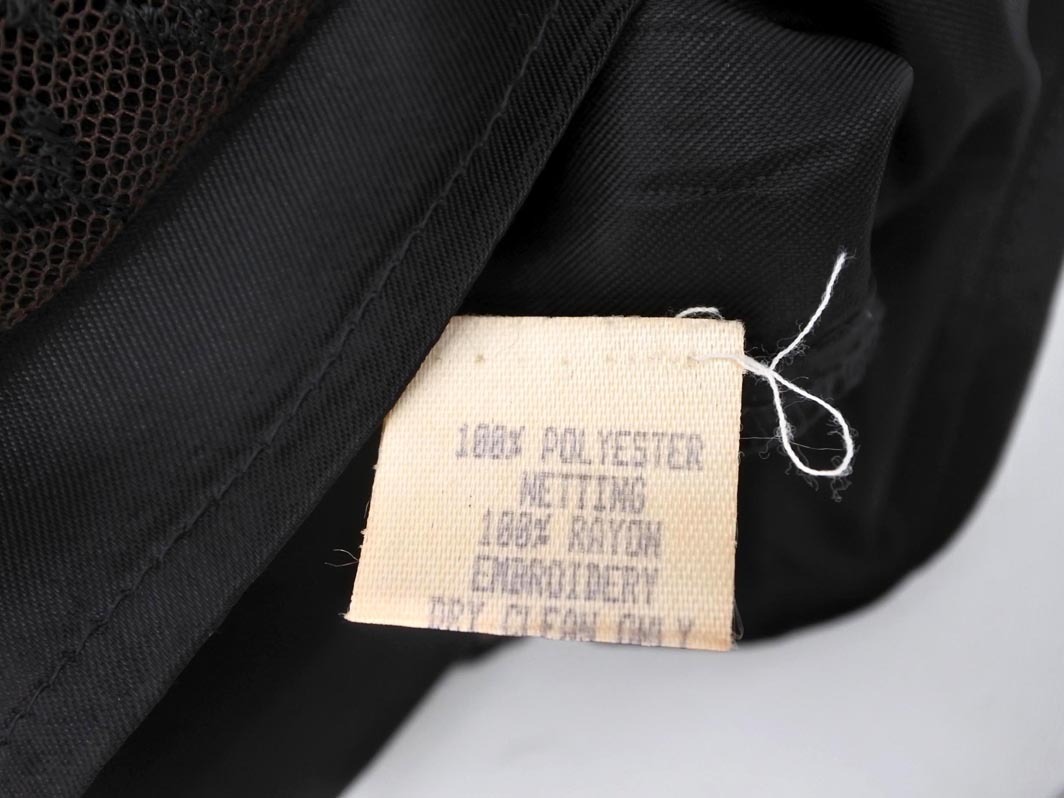 100% POLYESTER
NETTING
100% RAYON
EMBROIDERY
DRY CLEAN ONLY